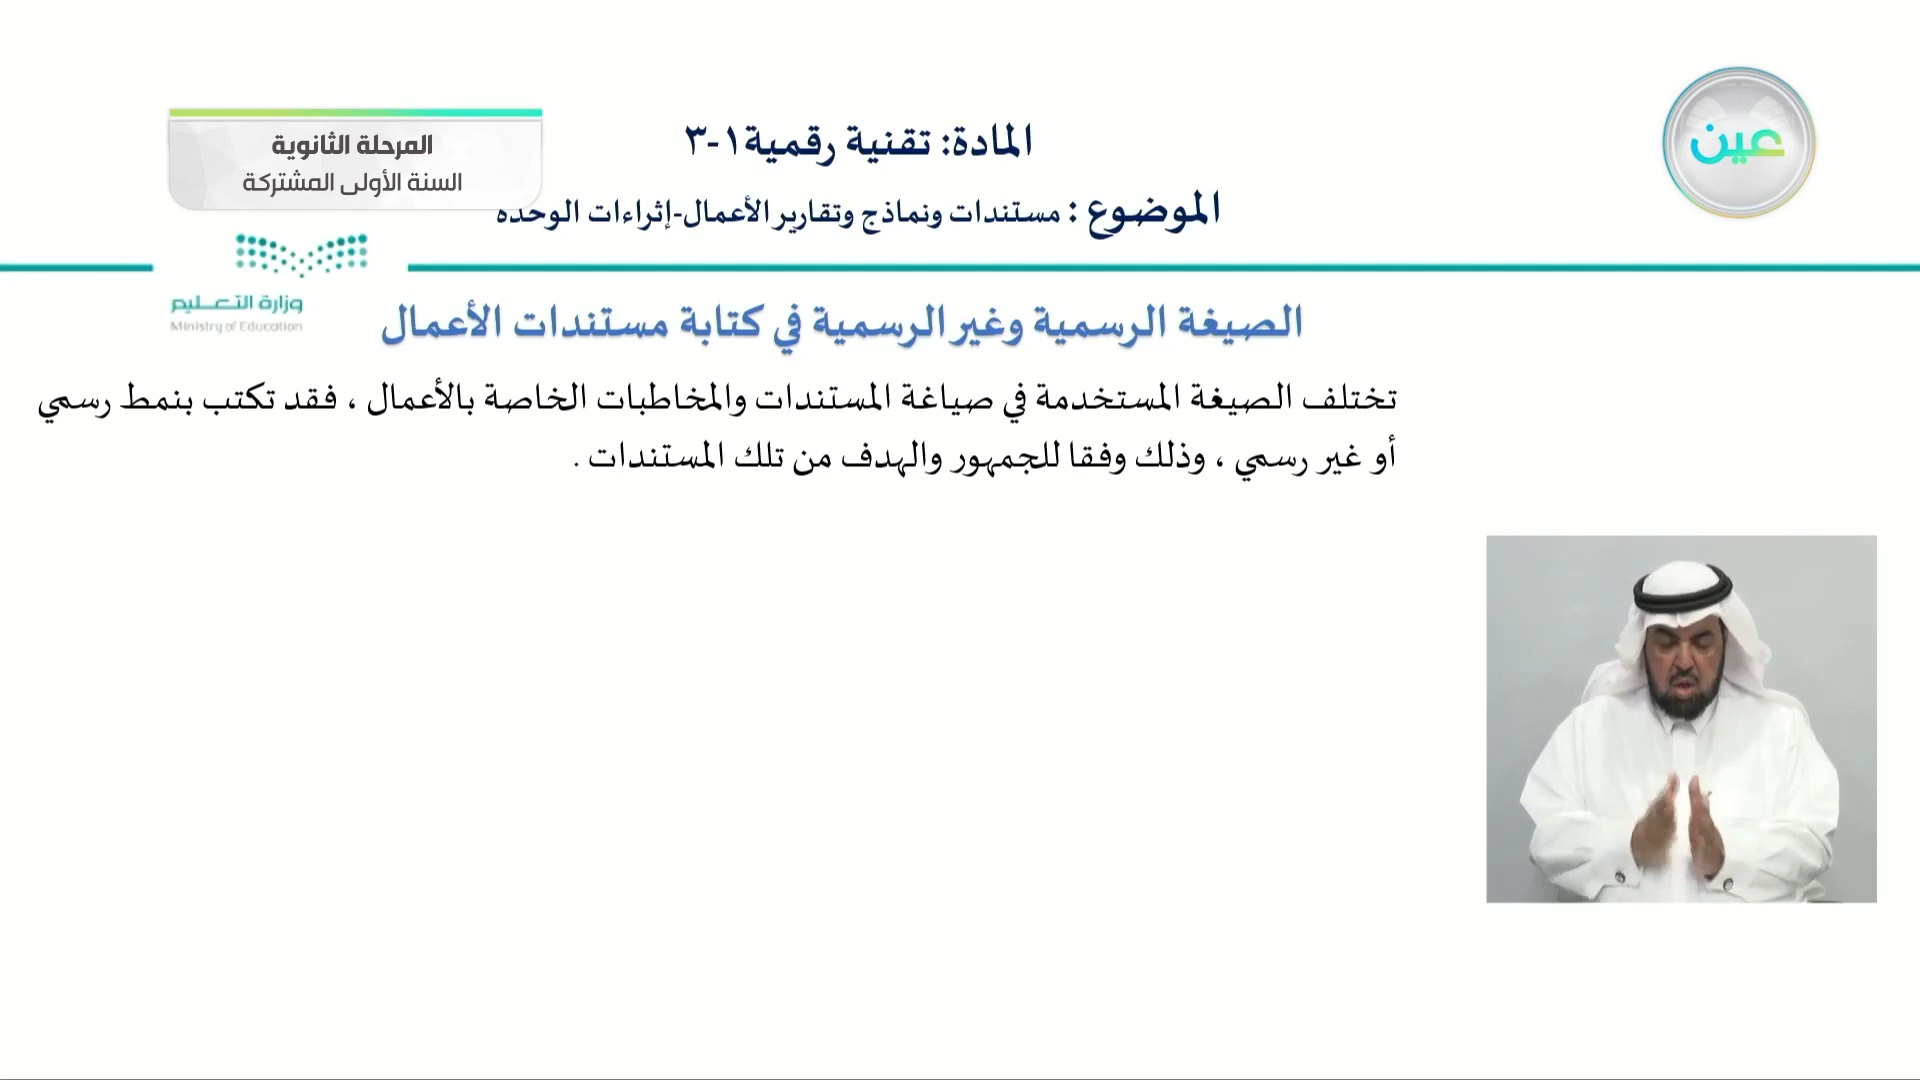 المادة: تقنية رقمية١-٣
الموضوع : مستندات ونماذج وتقارير الأعمال-إثراءات الوحدة
المرحلة الثانوية
السنة الأولى المشتركة
عين
وزارة التعليم
Ministry of Education
الصيغة الرسمية وغير الرسمية في كتابة مستندات الأعمال
تختلف الصيغة المستخدمة في صياغة المستندات والمخاطبات الخاصة بالأعمال ، فقد تكتب بنمط رسمي
أو غير رسمي ، وذلك وفقا للجمهور والهدف من تلك المستندات .